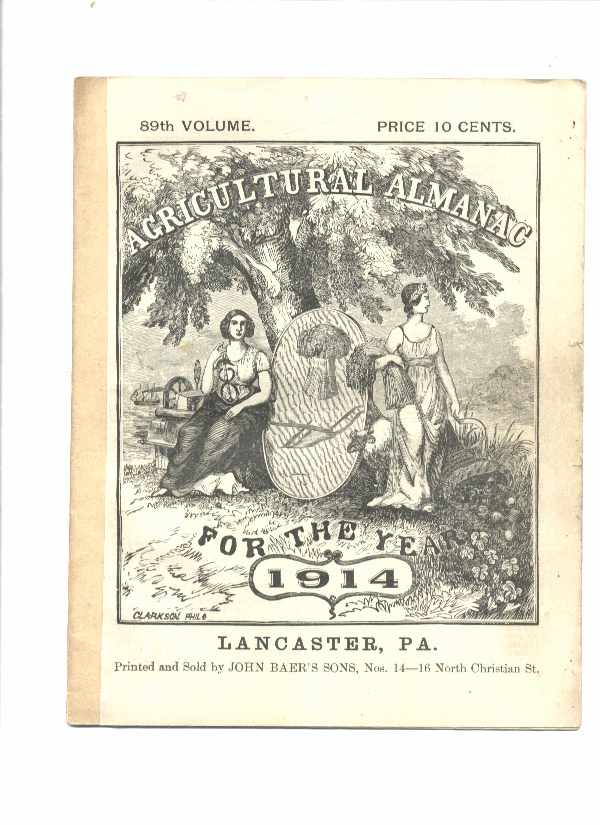 89th VOLUME. PRICE 10 CENTS.
AGRICULTURAL ALMANAC
FOR THE YEAR
1914
CLARKSON PHILA
LANCASTER, PA.
Printed and Sold by JOHN BAER'S SONS, Nos. 14—16 North Christian St.